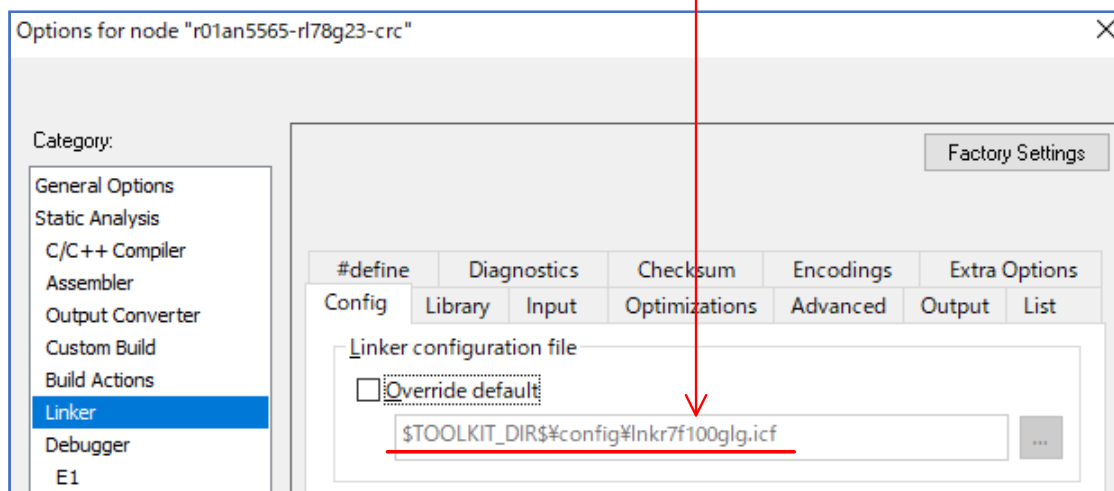 Options for node "r01an5565-rl78g23-crc"
Category:
Factory Settings
General Options
Static Analysis
C/C++ Compiler
Assembler
Output Converter
Custom Build
Build Actions
Linker
Debugger
E1
#define Diagnostics Checksum Encodings Extra Options
Config Library Input Optimizations Advanced Output List
Linker configuration file
Override default
$TOOLKIT_DIR$¥config¥lnkr7f100glg.icf
...